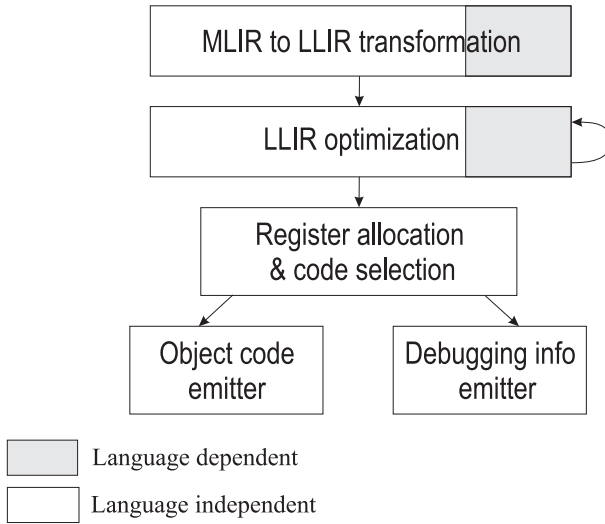 MLIR to LLIR transformation
LLIR optimization
Register allocation
& code selection
Object code
emitter
Debugging info
emitter
Language dependent
Language independent